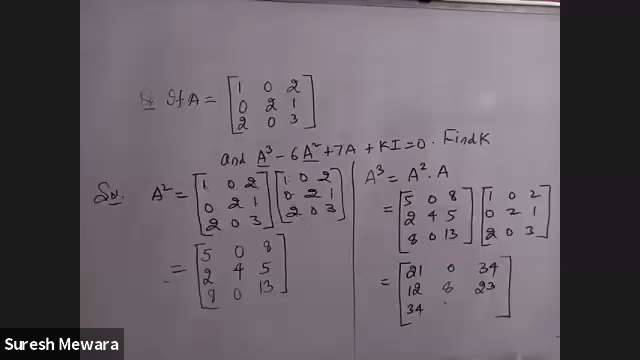 Q. If A = [1 0 2
0 2 1
2 0 3]
and A³ - 6A² + 7A + KI = 0. Find K
Sol. A² = [1 0 2
0 2 1
2 0 3] [1 0 2
0 2 1
2 0 3]
= [5 0 8
2 4 5
8 0 13]
A³ = A². A
= [5 0 8
2 4 5
8 0 13] [1 0 2
0 2 1
2 0 3]
= [21 0 34
12 8 23
34]
Suresh Mewara